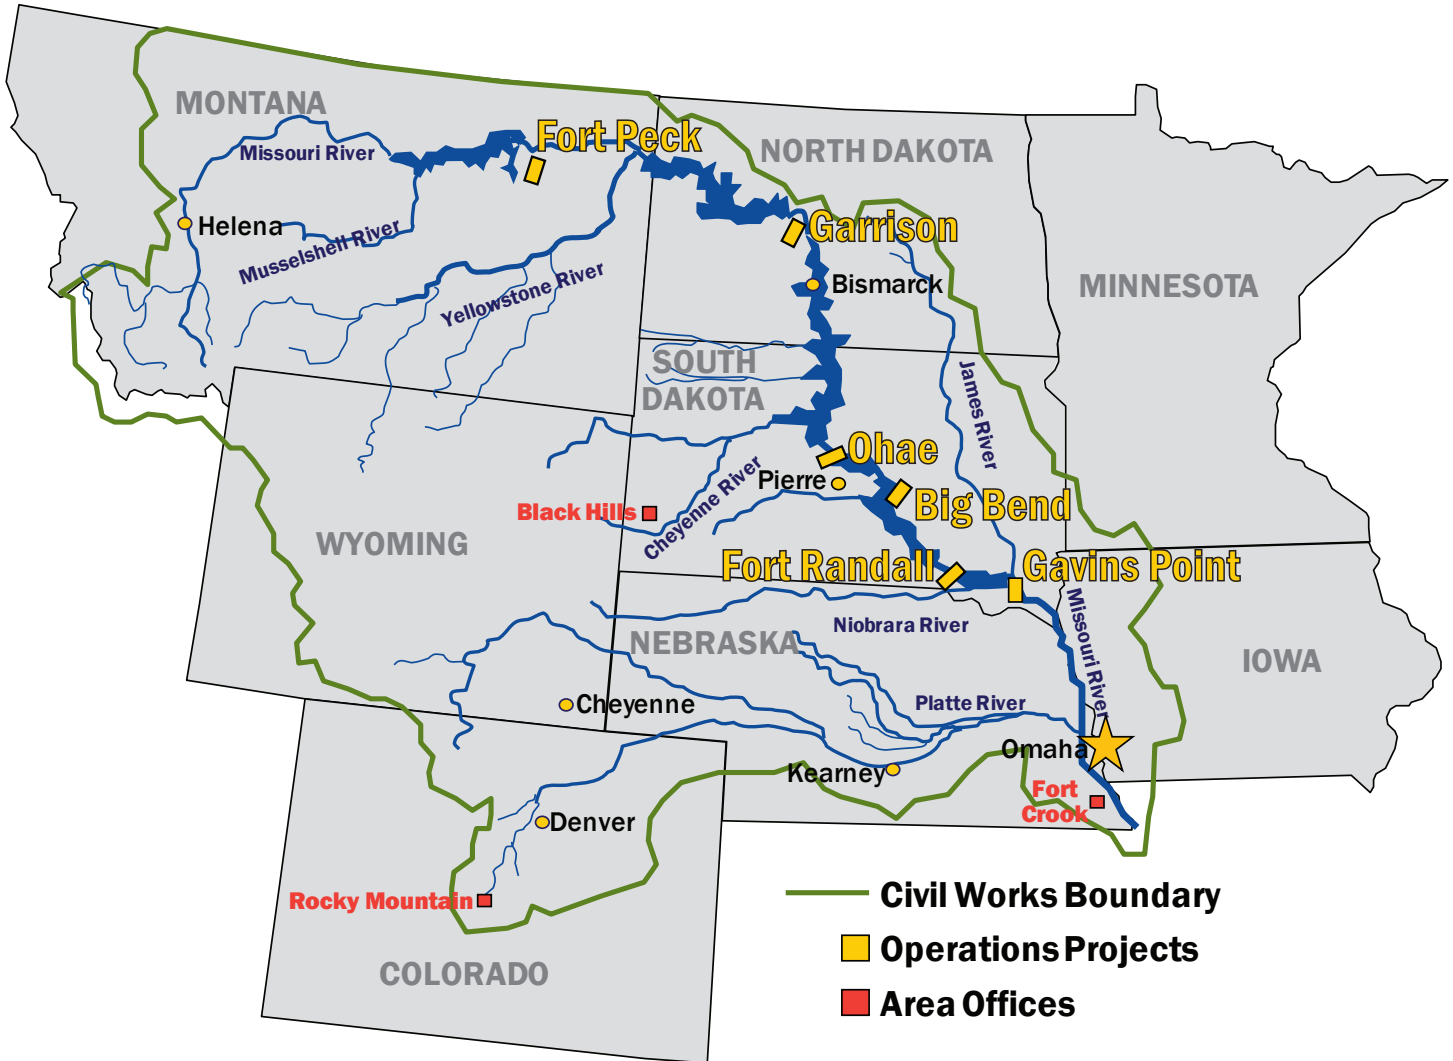 MONTANA
Fort Peck
Missouri River
NORTH DAKOTA
Helena
Musselshell River
Garrison
Yellowstone River
Bismarck
MINNESOTA
SOUTH
DAKOTA
James River
Ohae
Pierre
Cheyenne River
Big Bend
Black Hills
WYOMING
Fort Randall
Gavins Point
Missouri River
Niobrara River
NEBRASKA
IOWA
Cheyenne
Platte River
Omaha
Kearney
Fort
Crook
Denver
Rocky Mountain
COLORADO
Civil Works Boundary
Operations Projects
Area Offices